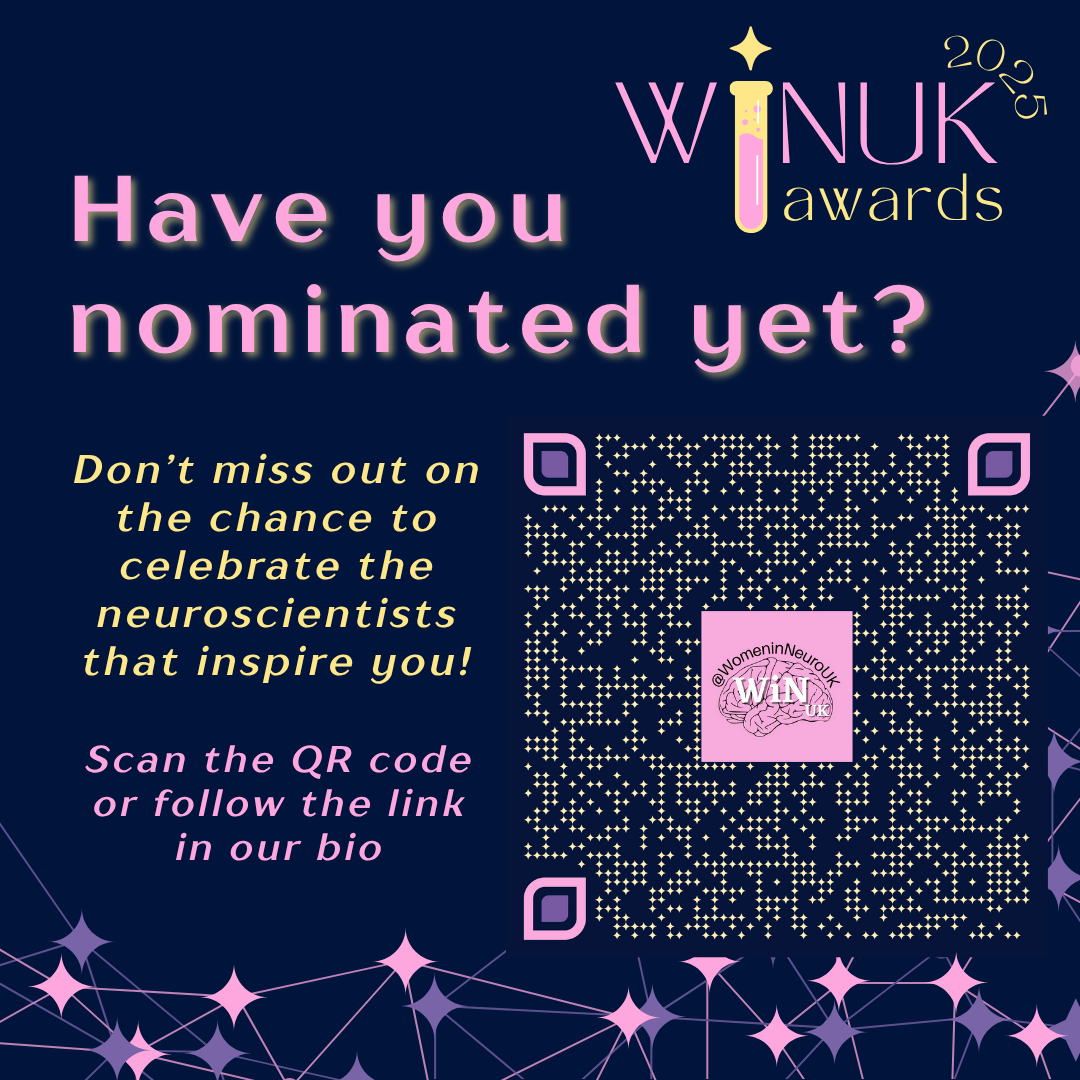 2025
WiNUK
awards
Have you
nominated yet?
Don't miss out on
the chance to
celebrate the
neuroscientists
that inspire you!
Scan the QR code
or follow the link
in our bio
@WomeninNeuroUK
WiN
UK